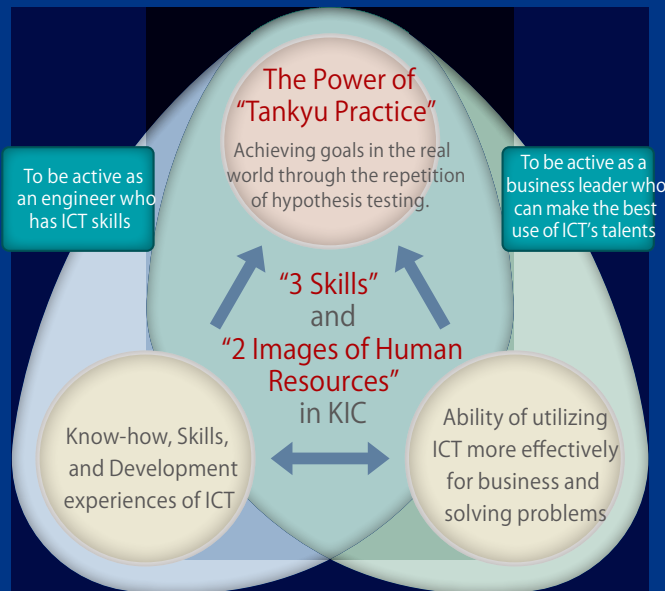 The Power of
“Tankyu Practice”
Achieving goals in the real
world through the repetition
of hypothesis testing.
To be active as
an engineer who
has ICT skills
To be active as a
business leader who
can make the best
use of ICT’s talents
“3 Skills”
and
“2 Images of Human
Resources”
in KIC
Know-how, Skills,
and Development
experiences of ICT
Ability of utilizing
ICT more effectively
for business and
solving problems